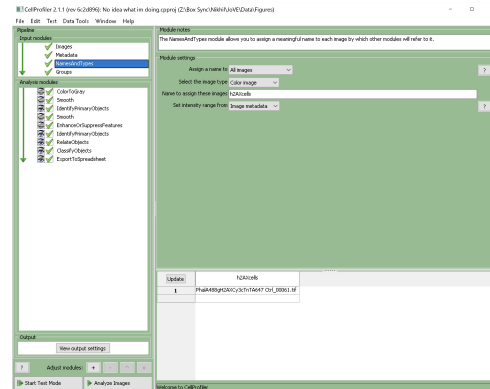 CellProfiler 2.1.1 (rev 6c2d896): No idea what im doing.cpproj (Z:\Box Sync\Nikhil\JoVE\Data\Figures)
File Edit Test Data Tools Window Help
Pipeline
Input modules
Images
Metadata
NamesAndTypes
Groups
Analysis modules
ColorToGray
Smooth
IdentifyPrimaryObjects
Smooth
EnhanceOrSuppressFeatures
IdentifyPrimaryObjects
RelateObjects
ClassifyObjects
ExportToSpreadsheet
Output
View output settings
? Adjust modules: + -
Start Test Mode Analyze Images
Module notes
The NamesAndTypes module allows you to assign a meaningful name to each image by which other modules will refer to it.
Module settings
Assign a name to All images ?
Select the image type Color image
Name to assign these images h2AXcells
Set intensity range from Image metadata ?
Update h2AXcells
1 PhalA488gH2AXCy3cTnTA647 Ctrl_00061.tif
Welcome to CellProfiler